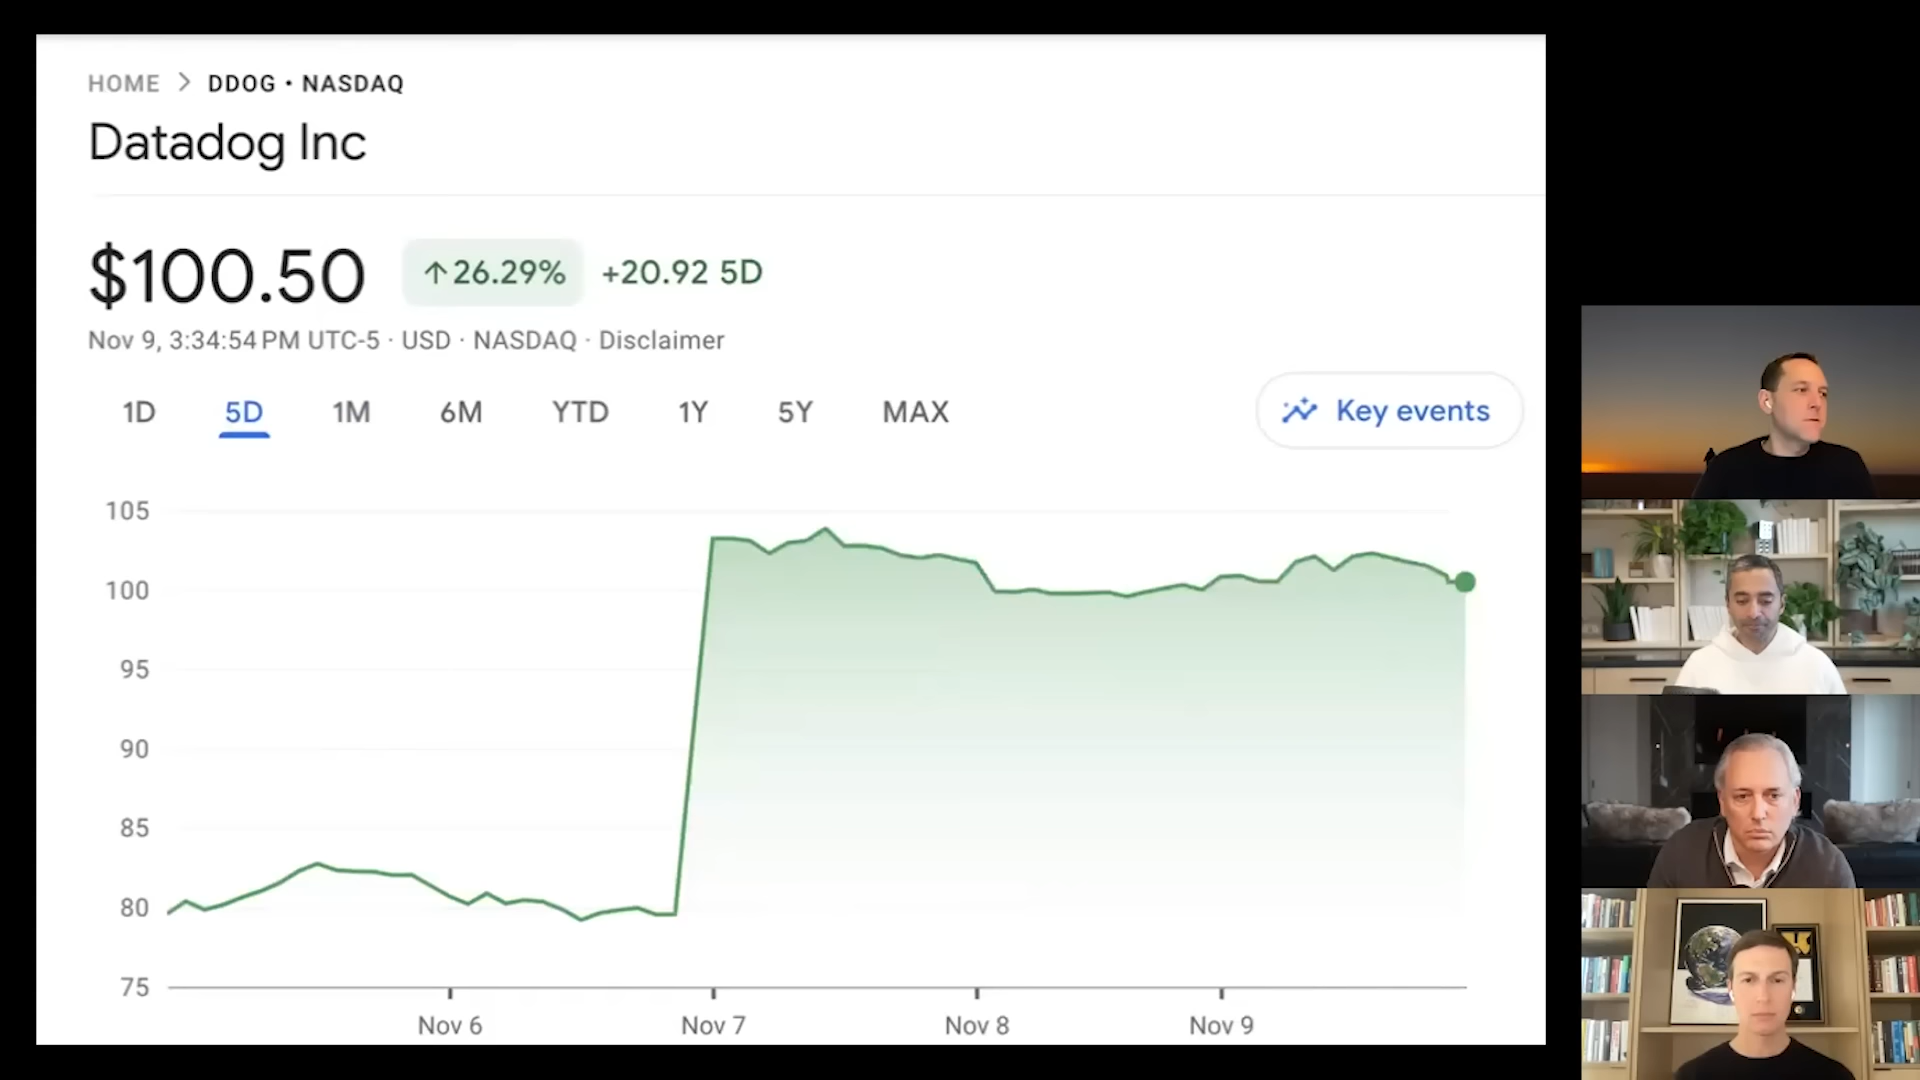 HOME > DDOG • NASDAQ
Datadog Inc
$100.50 ↑26.29% +20.92 5D
Nov 9, 3:34:54 PM UTC-5 · USD · NASDAQ · Disclaimer
1D 5D 1M 6M YTD 1Y 5Y MAX Key events
105
100
95
90
85
80
75
Nov 6 Nov 7 Nov 8 Nov 9